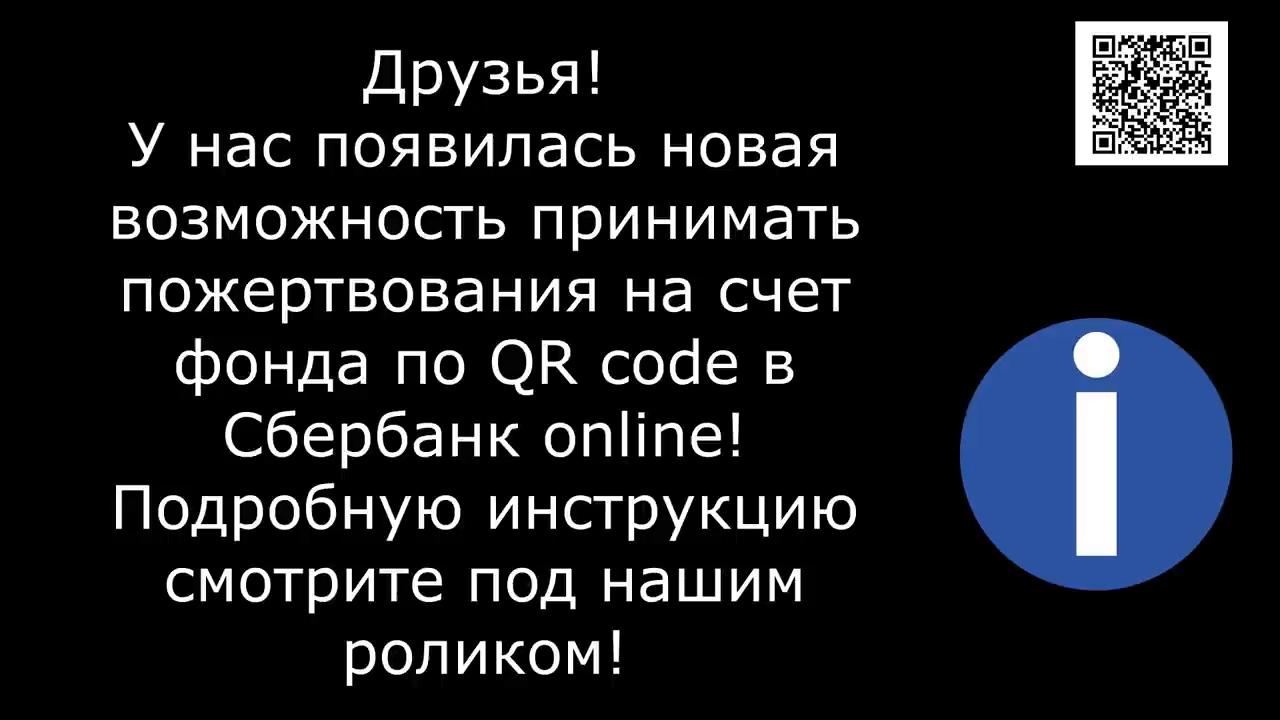 Друзья!
У нас появилась новая
возможность принимать
пожертвования на счет
фонда по QR code в
Сбербанк online!
Подробную инструкцию
смотрите под нашим
роликом!